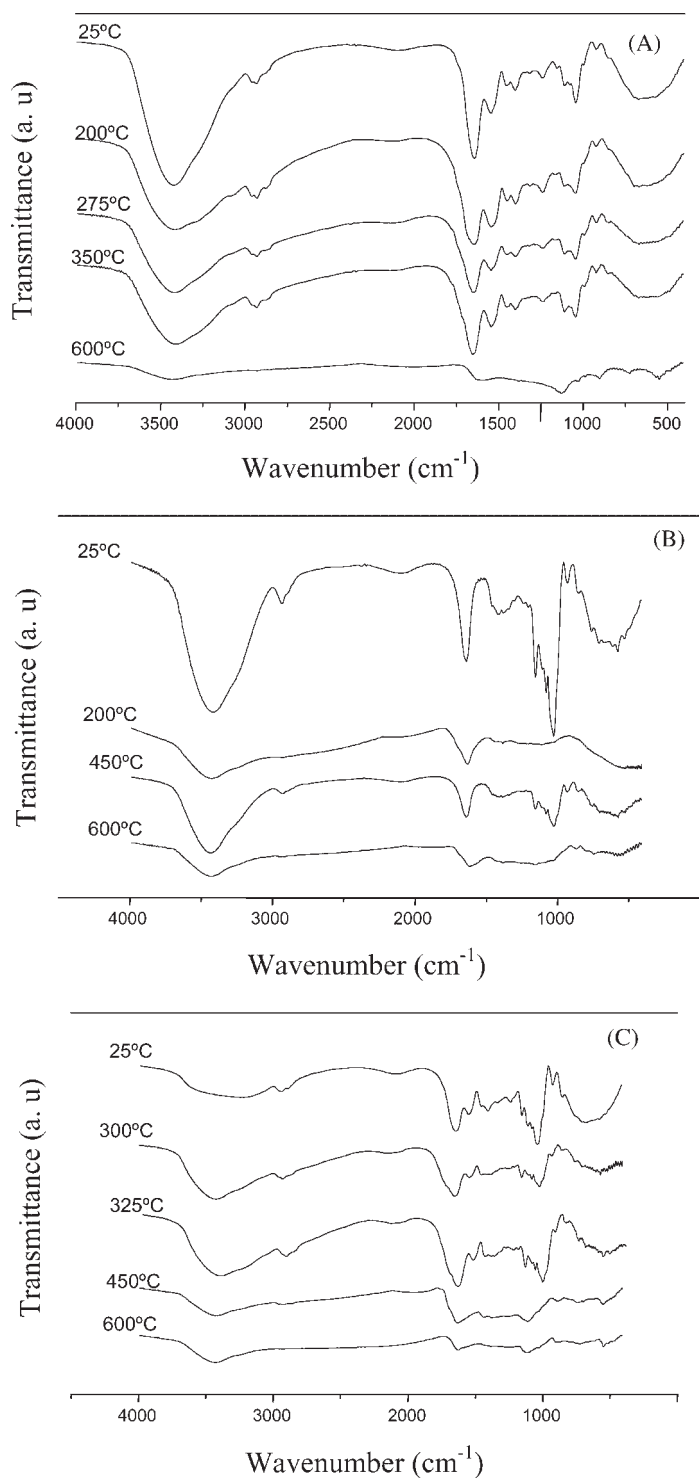 (A)
25ºC
200ºC
275ºC
350ºC
600ºC
Transmittance (a. u)
4000 3500 3000 2500 2000 1500 1000 500
Wavenumber (cm⁻¹)
(B)
25ºC
200ºC
450ºC
600ºC
Transmittance (a. u)
4000 3000 2000 1000
Wavenumber (cm⁻¹)
(C)
25ºC
300ºC
325ºC
450ºC
600ºC
Transmittance (a. u)
4000 3000 2000 1000
Wavenumber (cm⁻¹)